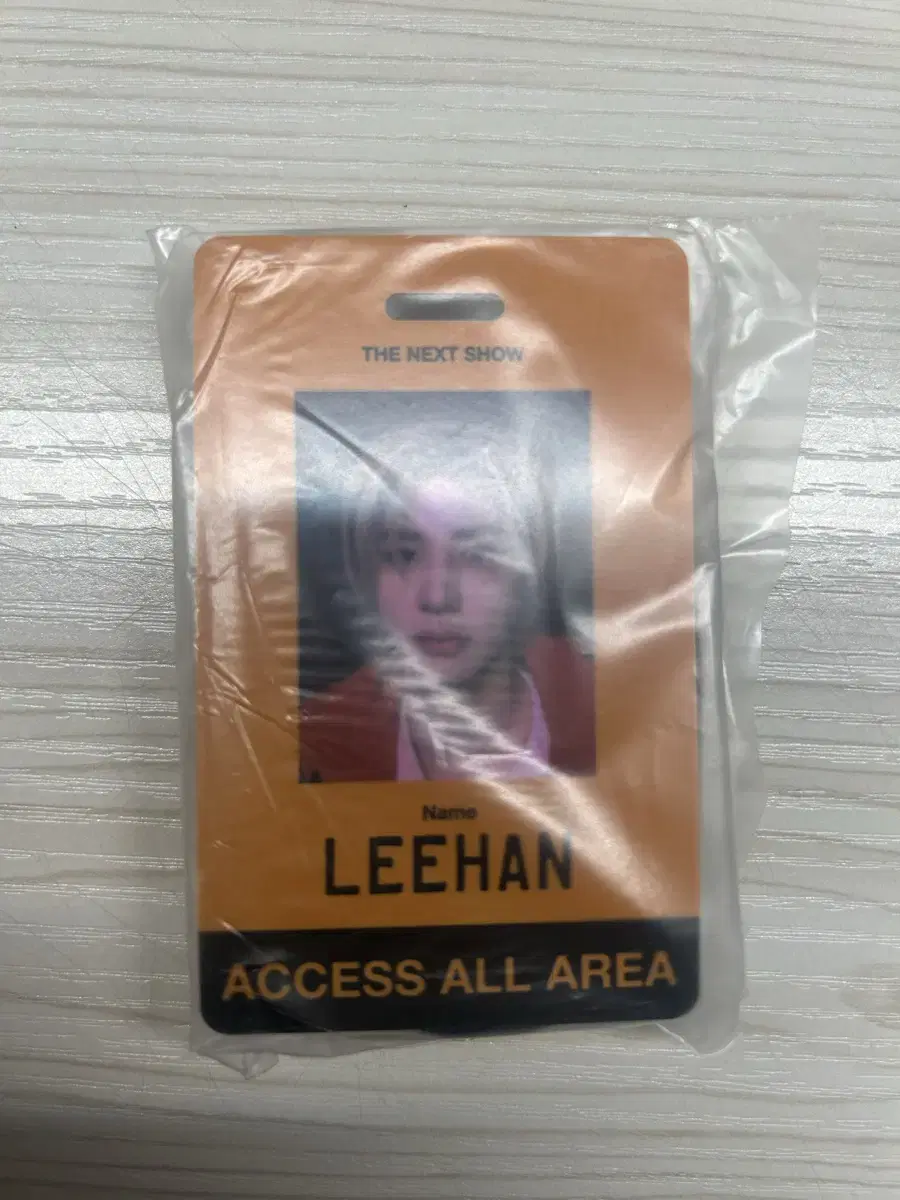 THE NEXT SHOW
Name
LEEHAN
ACCESS ALL AREA